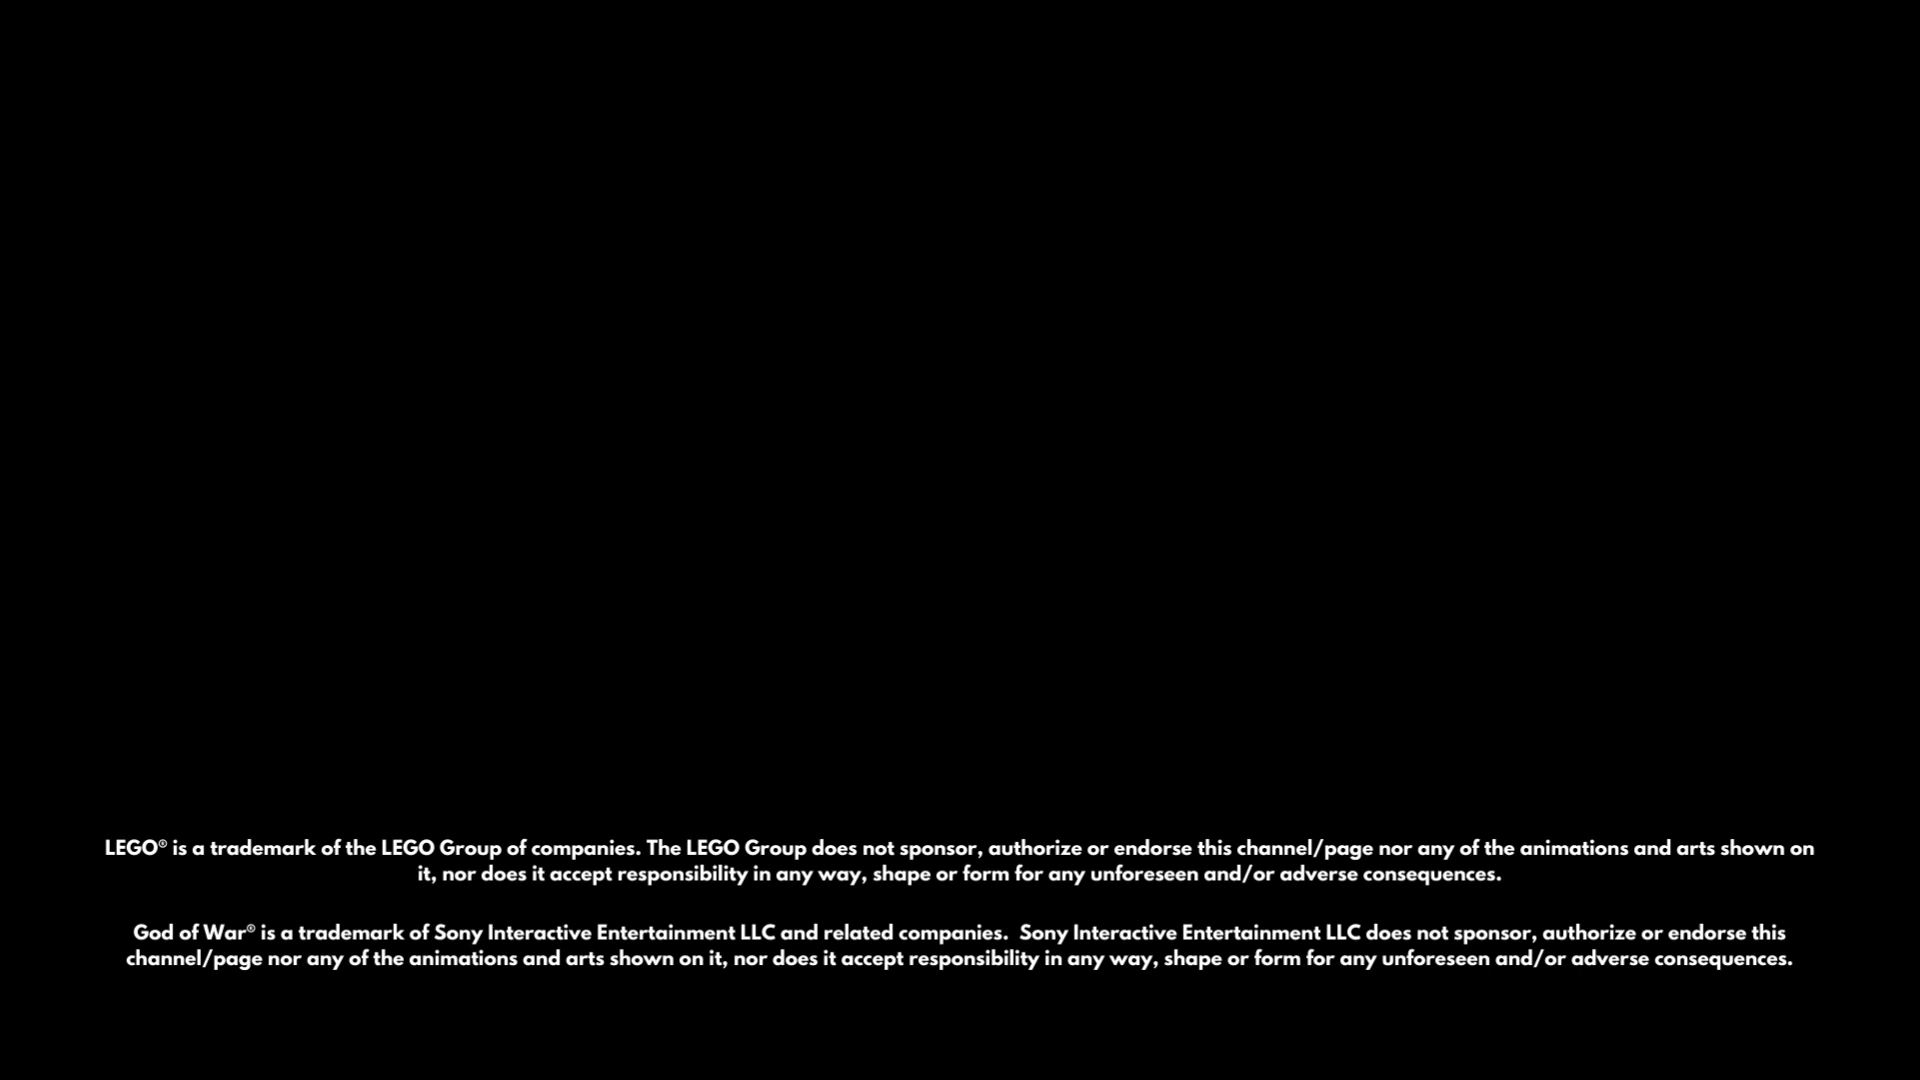 LEGO® is a trademark of the LEGO Group of companies. The LEGO Group does not sponsor, authorize or endorse this channel/page nor any of the animations and arts shown on
it, nor does it accept responsibility in any way, shape or form for any unforeseen and/or adverse consequences.
God of War® is a trademark of Sony Interactive Entertainment LLC and related companies.  Sony Interactive Entertainment LLC does not sponsor, authorize or endorse this
channel/page nor any of the animations and arts shown on it, nor does it accept responsibility in any way, shape or form for any unforeseen and/or adverse consequences.